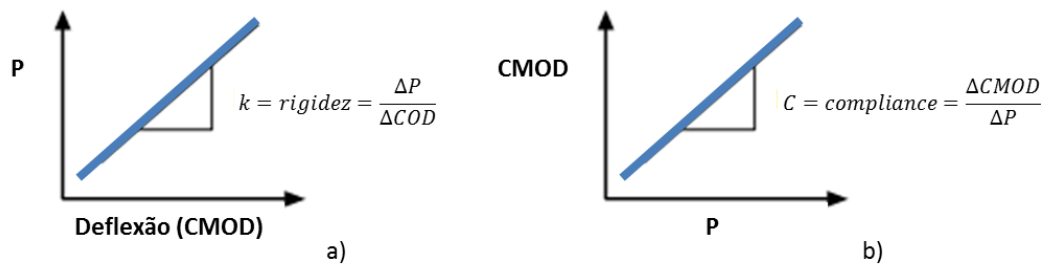 P
k = rigidez = ΔP / ΔCOD
Deflexão (CMOD)
a)
CMOD
C = compliance = ΔCMOD / ΔP
P
b)